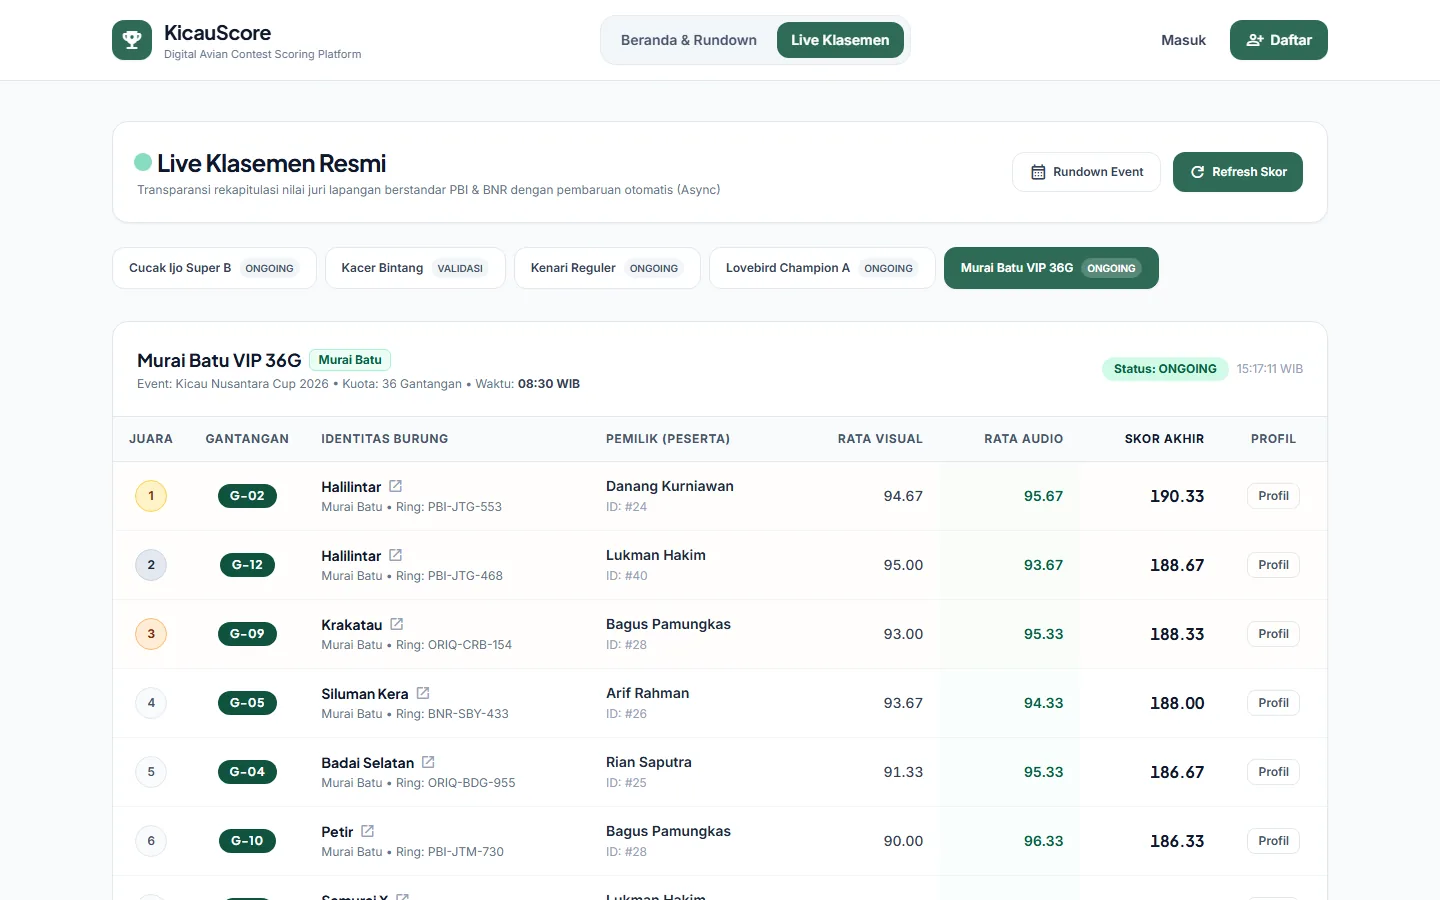 KicauScore
Digital Avian Contest Scoring Platform
Beranda & Rundown
Live Klasemen
Masuk
Daftar
Live Klasemen Resmi
Transparansi rekapitulasi nilai juri lapangan berstandar PBI & BNR dengan pembaruan otomatis (Async)
Rundown Event
Refresh Skor
Cucak Ijo Super B ONGOING
Kacer Bintang VALIDASI
Kenari Reguler ONGOING
Lovebird Champion A ONGOING
Murai Batu VIP 36G ONGOING
Murai Batu VIP 36G Murai Batu
Event: Kicau Nusantara Cup 2026 • Kuota: 36 Gantangan • Waktu: 08:30 WIB
Status: ONGOING 15:17:11 WIB
JUARA GANTANGAN IDENTITAS BURUNG PEMILIK (PESERTA) RATA VISUAL RATA AUDIO SKOR AKHIR PROFIL
1 G-02 Halilintar Danang Kurniawan 94.67 95.67 190.33 Profil
Murai Batu • Ring: PBI-JTG-553 ID: #24
2 G-12 Halilintar Lukman Hakim 95.00 93.67 188.67 Profil
Murai Batu • Ring: PBI-JTG-468 ID: #40
3 G-09 Krakatau Bagus Pamungkas 93.00 95.33 188.33 Profil
Murai Batu • Ring: ORIQ-CRB-154 ID: #28
4 G-05 Siluman Kera Arif Rahman 93.67 94.33 188.00 Profil
Murai Batu • Ring: BNR-SBY-433 ID: #26
5 G-04 Badai Selatan Rian Saputra 91.33 95.33 186.67 Profil
Murai Batu • Ring: ORIQ-BDG-955 ID: #25
6 G-10 Petir Bagus Pamungkas 90.00 96.33 186.33 Profil
Murai Batu • Ring: PBI-JTM-730 ID: #28
Samurai X Lukman Hakim